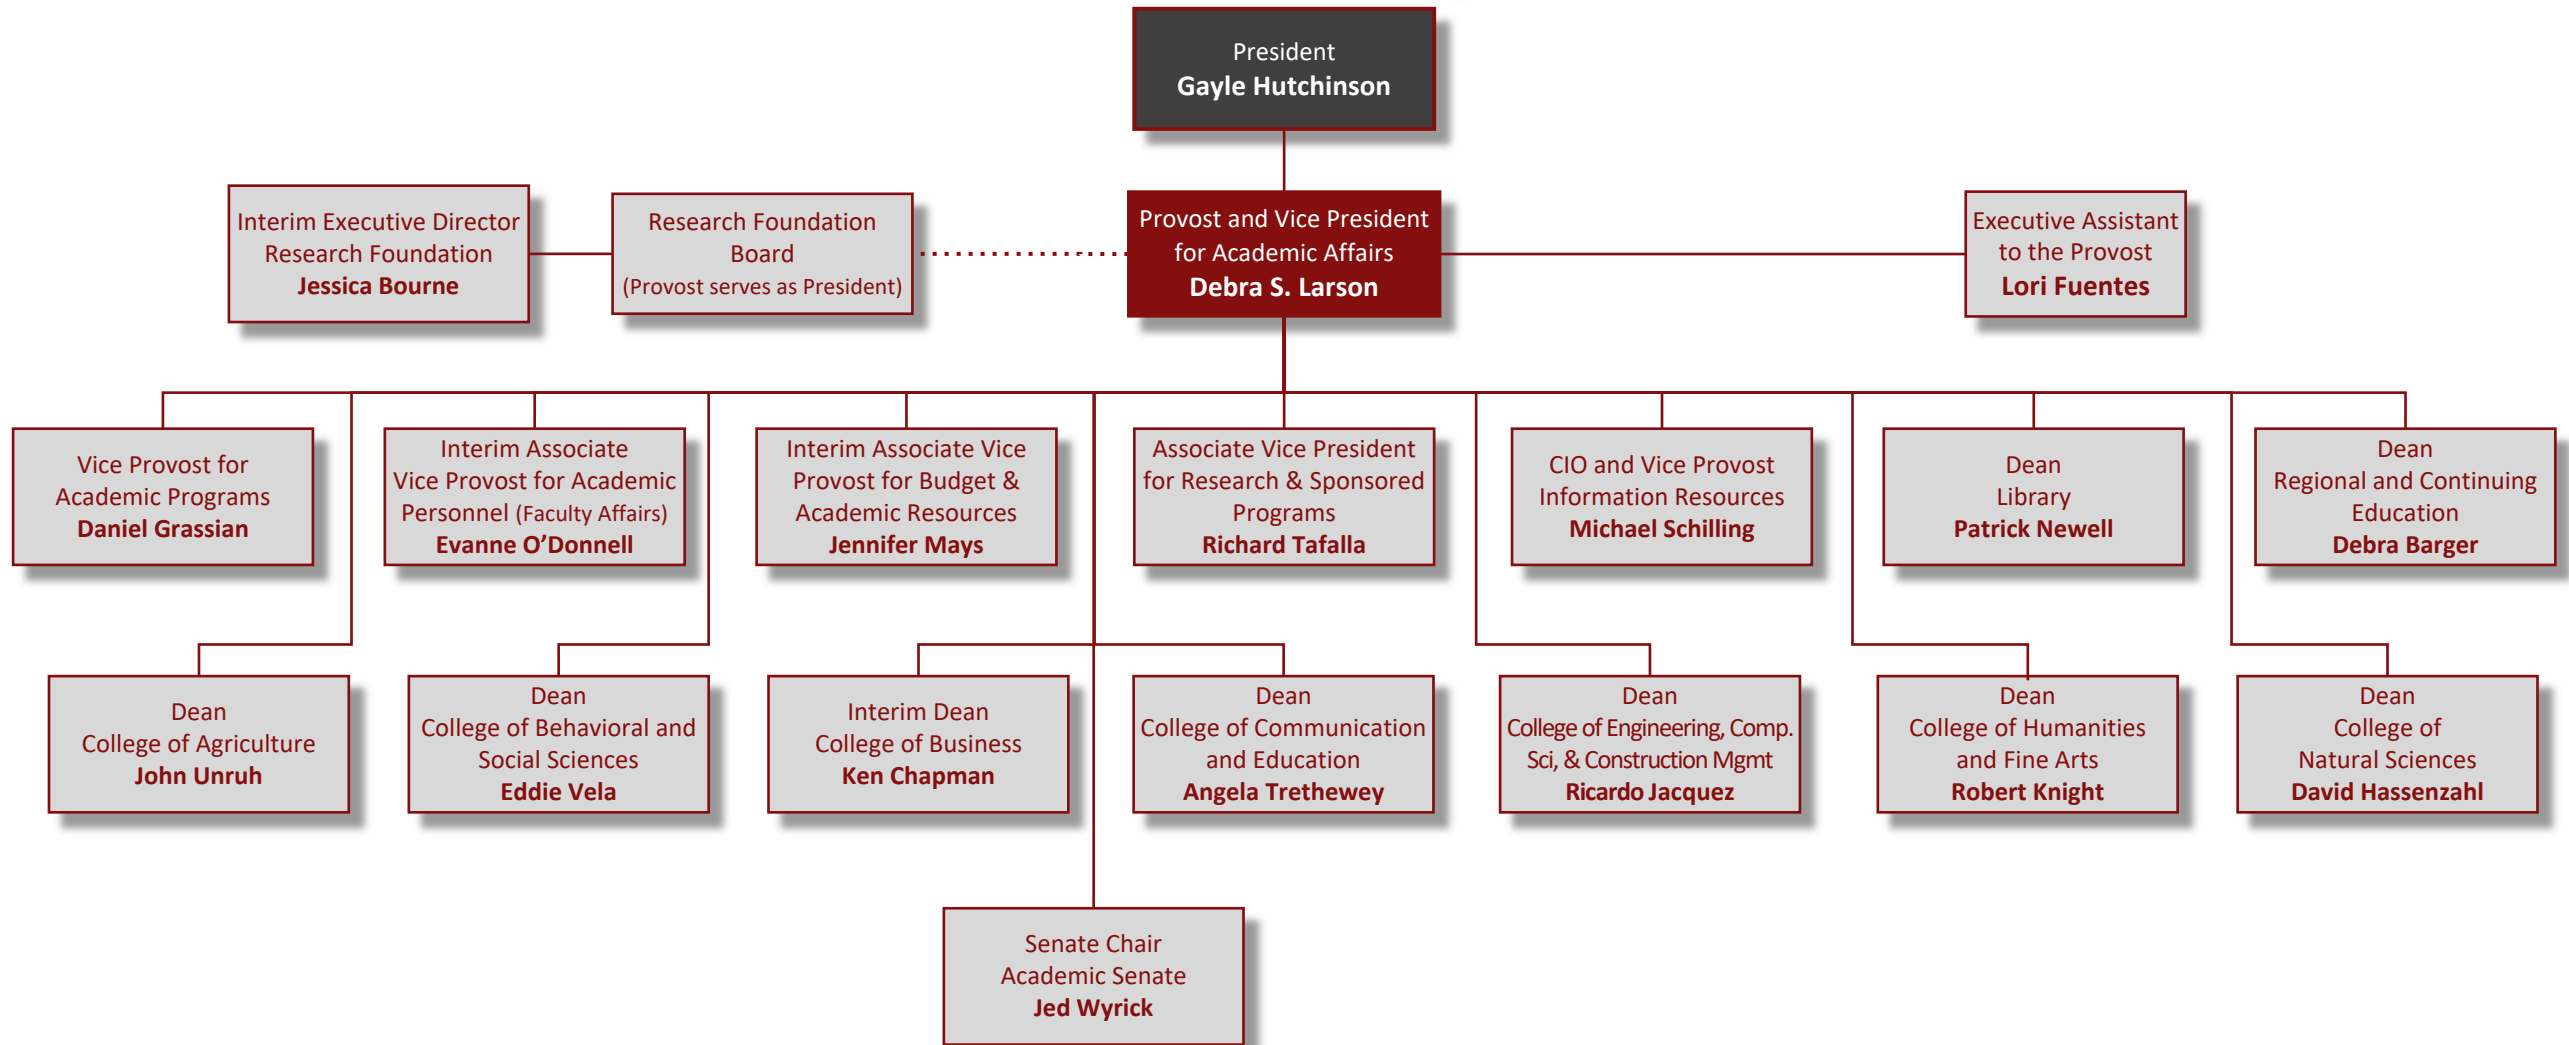 President
Gayle Hutchinson
Interim Executive Director
Research Foundation
Jessica Bourne
Research Foundation
Board
(Provost serves as President)
Provost and Vice President
for Academic Affairs
Debra S. Larson
Executive Assistant
to the Provost
Lori Fuentes
Vice Provost for
Academic Programs
Daniel Grassian
Interim Associate
Vice Provost for Academic
Personnel (Faculty Affairs)
Evanne O’Donnell
Interim Associate Vice
Provost for Budget &
Academic Resources
Jennifer Mays
Associate Vice President
for Research & Sponsored
Programs
Richard Tafalla
CIO and Vice Provost
Information Resources
Michael Schilling
Dean
Library
Patrick Newell
Dean
Regional and Continuing
Education
Debra Barger
Dean
College of Agriculture
John Unruh
Dean
College of Behavioral and
Social Sciences
Eddie Vela
Interim Dean
College of Business
Ken Chapman
Dean
College of Communication
and Education
Angela Trethewey
Dean
College of Engineering, Comp.
Sci, & Construction Mgmt
Ricardo Jacquez
Dean
College of Humanities
and Fine Arts
Robert Knight
Dean
College of
Natural Sciences
David Hassenzahl
Senate Chair
Academic Senate
Jed Wyrick